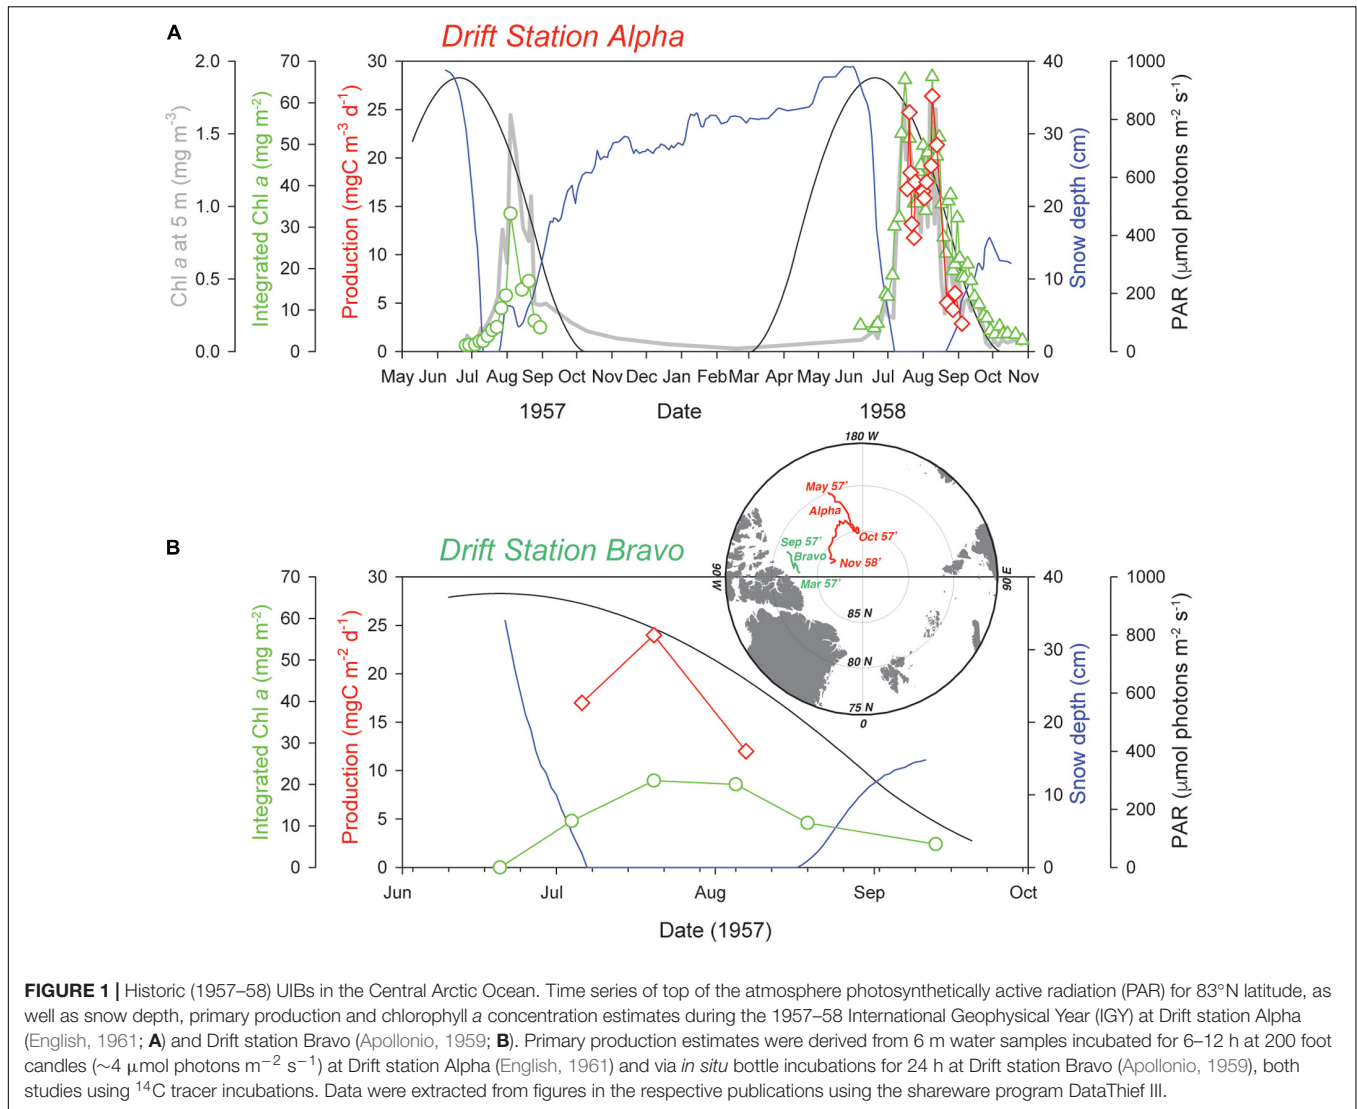 A
Drift Station Alpha
2.0
70
30
40
1000
60
1.5
25
800
50
30
20
40
600
1.0
15
20
30
400
10
0.5
20
10
200
5
10
0.0
0
0
0
0
Chl a at 5 m (mg m-3)
Integrated Chl a (mg m-2)
Production (mgC m-3 d-1)
Snow depth (cm)
PAR (µmol photons m-2 s-1)
May Jun Jul Aug Sep Oct Nov Dec Jan Feb Mar Apr May Jun Jul Aug Sep Oct Nov
1957 Date 1958
180 W
May 57'
Alpha
Oct 57'
Sep 57'
Bravo
Nov 58'
Mar 57'
90 W
90 E
85 N
80 N
75 N
0
B
Drift Station Bravo
70
30
40
1000
60
25
800
50
30
20
40
600
15
20
30
400
10
20
10
200
5
10
0
0
0
0
Integrated Chl a (mg m-2)
Production (mgC m-2 d-1)
Snow depth (cm)
PAR (µmol photons m-2 s-1)
Jun Jul Aug Sep Oct
Date (1957)
FIGURE 1 | Historic (1957–58) UIBs in the Central Arctic Ocean. Time series of top of the atmosphere photosynthetically active radiation (PAR) for 83°N latitude, as
well as snow depth, primary production and chlorophyll a concentration estimates during the 1957–58 International Geophysical Year (IGY) at Drift station Alpha
(English, 1961; A) and Drift station Bravo (Apollonio, 1959; B). Primary production estimates were derived from 6 m water samples incubated for 6–12 h at 200 foot
candles (∼4 µmol photons m−2 s−1) at Drift station Alpha (English, 1961) and via in situ bottle incubations for 24 h at Drift station Bravo (Apollonio, 1959), both
studies using 14C tracer incubations. Data were extracted from figures in the respective publications using the shareware program DataThief III.